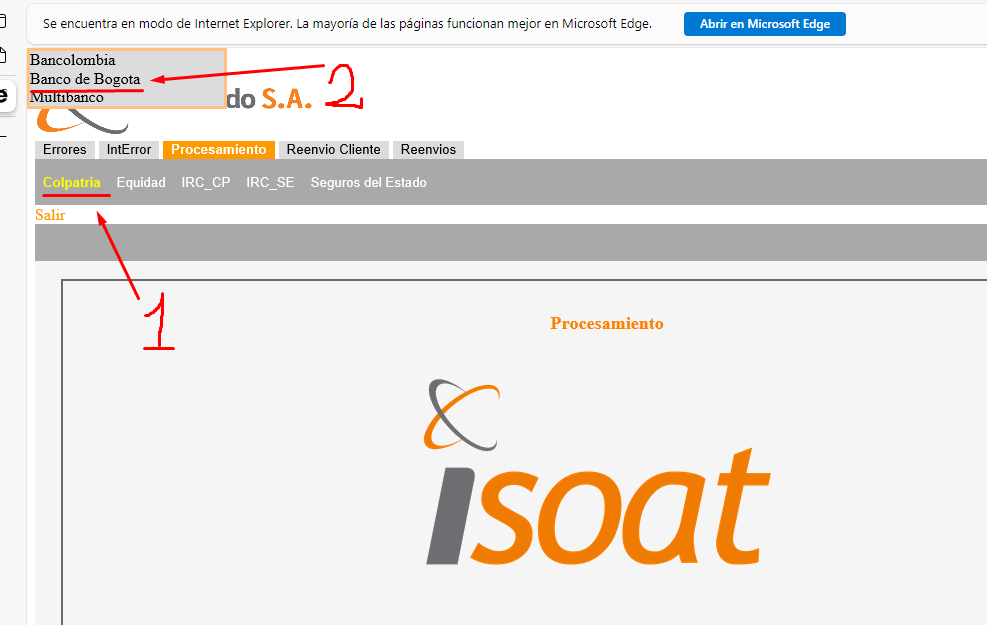 Se encuentra en modo de Internet Explorer. La mayoría de las páginas funcionan mejor en Microsoft Edge. Abrir en Microsoft Edge
Bancolombia
Banco de Bogota
Multibanco
do S.A.
2
Errores IntError Procesamiento Reenvio Cliente Reenvios
Colpatria Equidad IRC_CP IRC_SE Seguros del Estado
Salir
1
Procesamiento
isoat